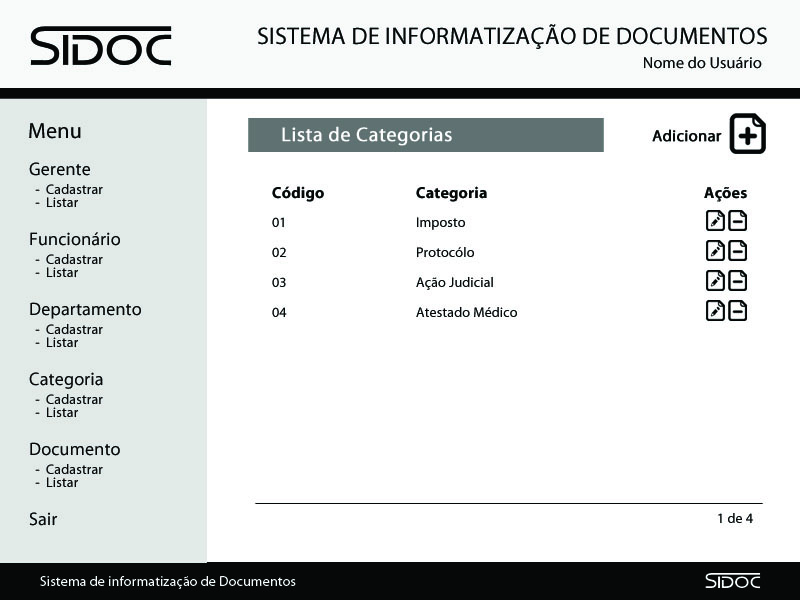 SIDOC
SISTEMA DE INFORMATIZAÇÃO DE DOCUMENTOS
Nome do Usuário
Menu
Gerente
- Cadastrar
- Listar
Funcionário
- Cadastrar
- Listar
Departamento
- Cadastrar
- Listar
Categoria
- Cadastrar
- Listar
Documento
- Cadastrar
- Listar
Sair
Lista de Categorias
Adicionar
Código Categoria Ações
01 Imposto
02 Protocólo
03 Ação Judicial
04 Atestado Médico
1 de 4
Sistema de informatização de Documentos
SIDOC